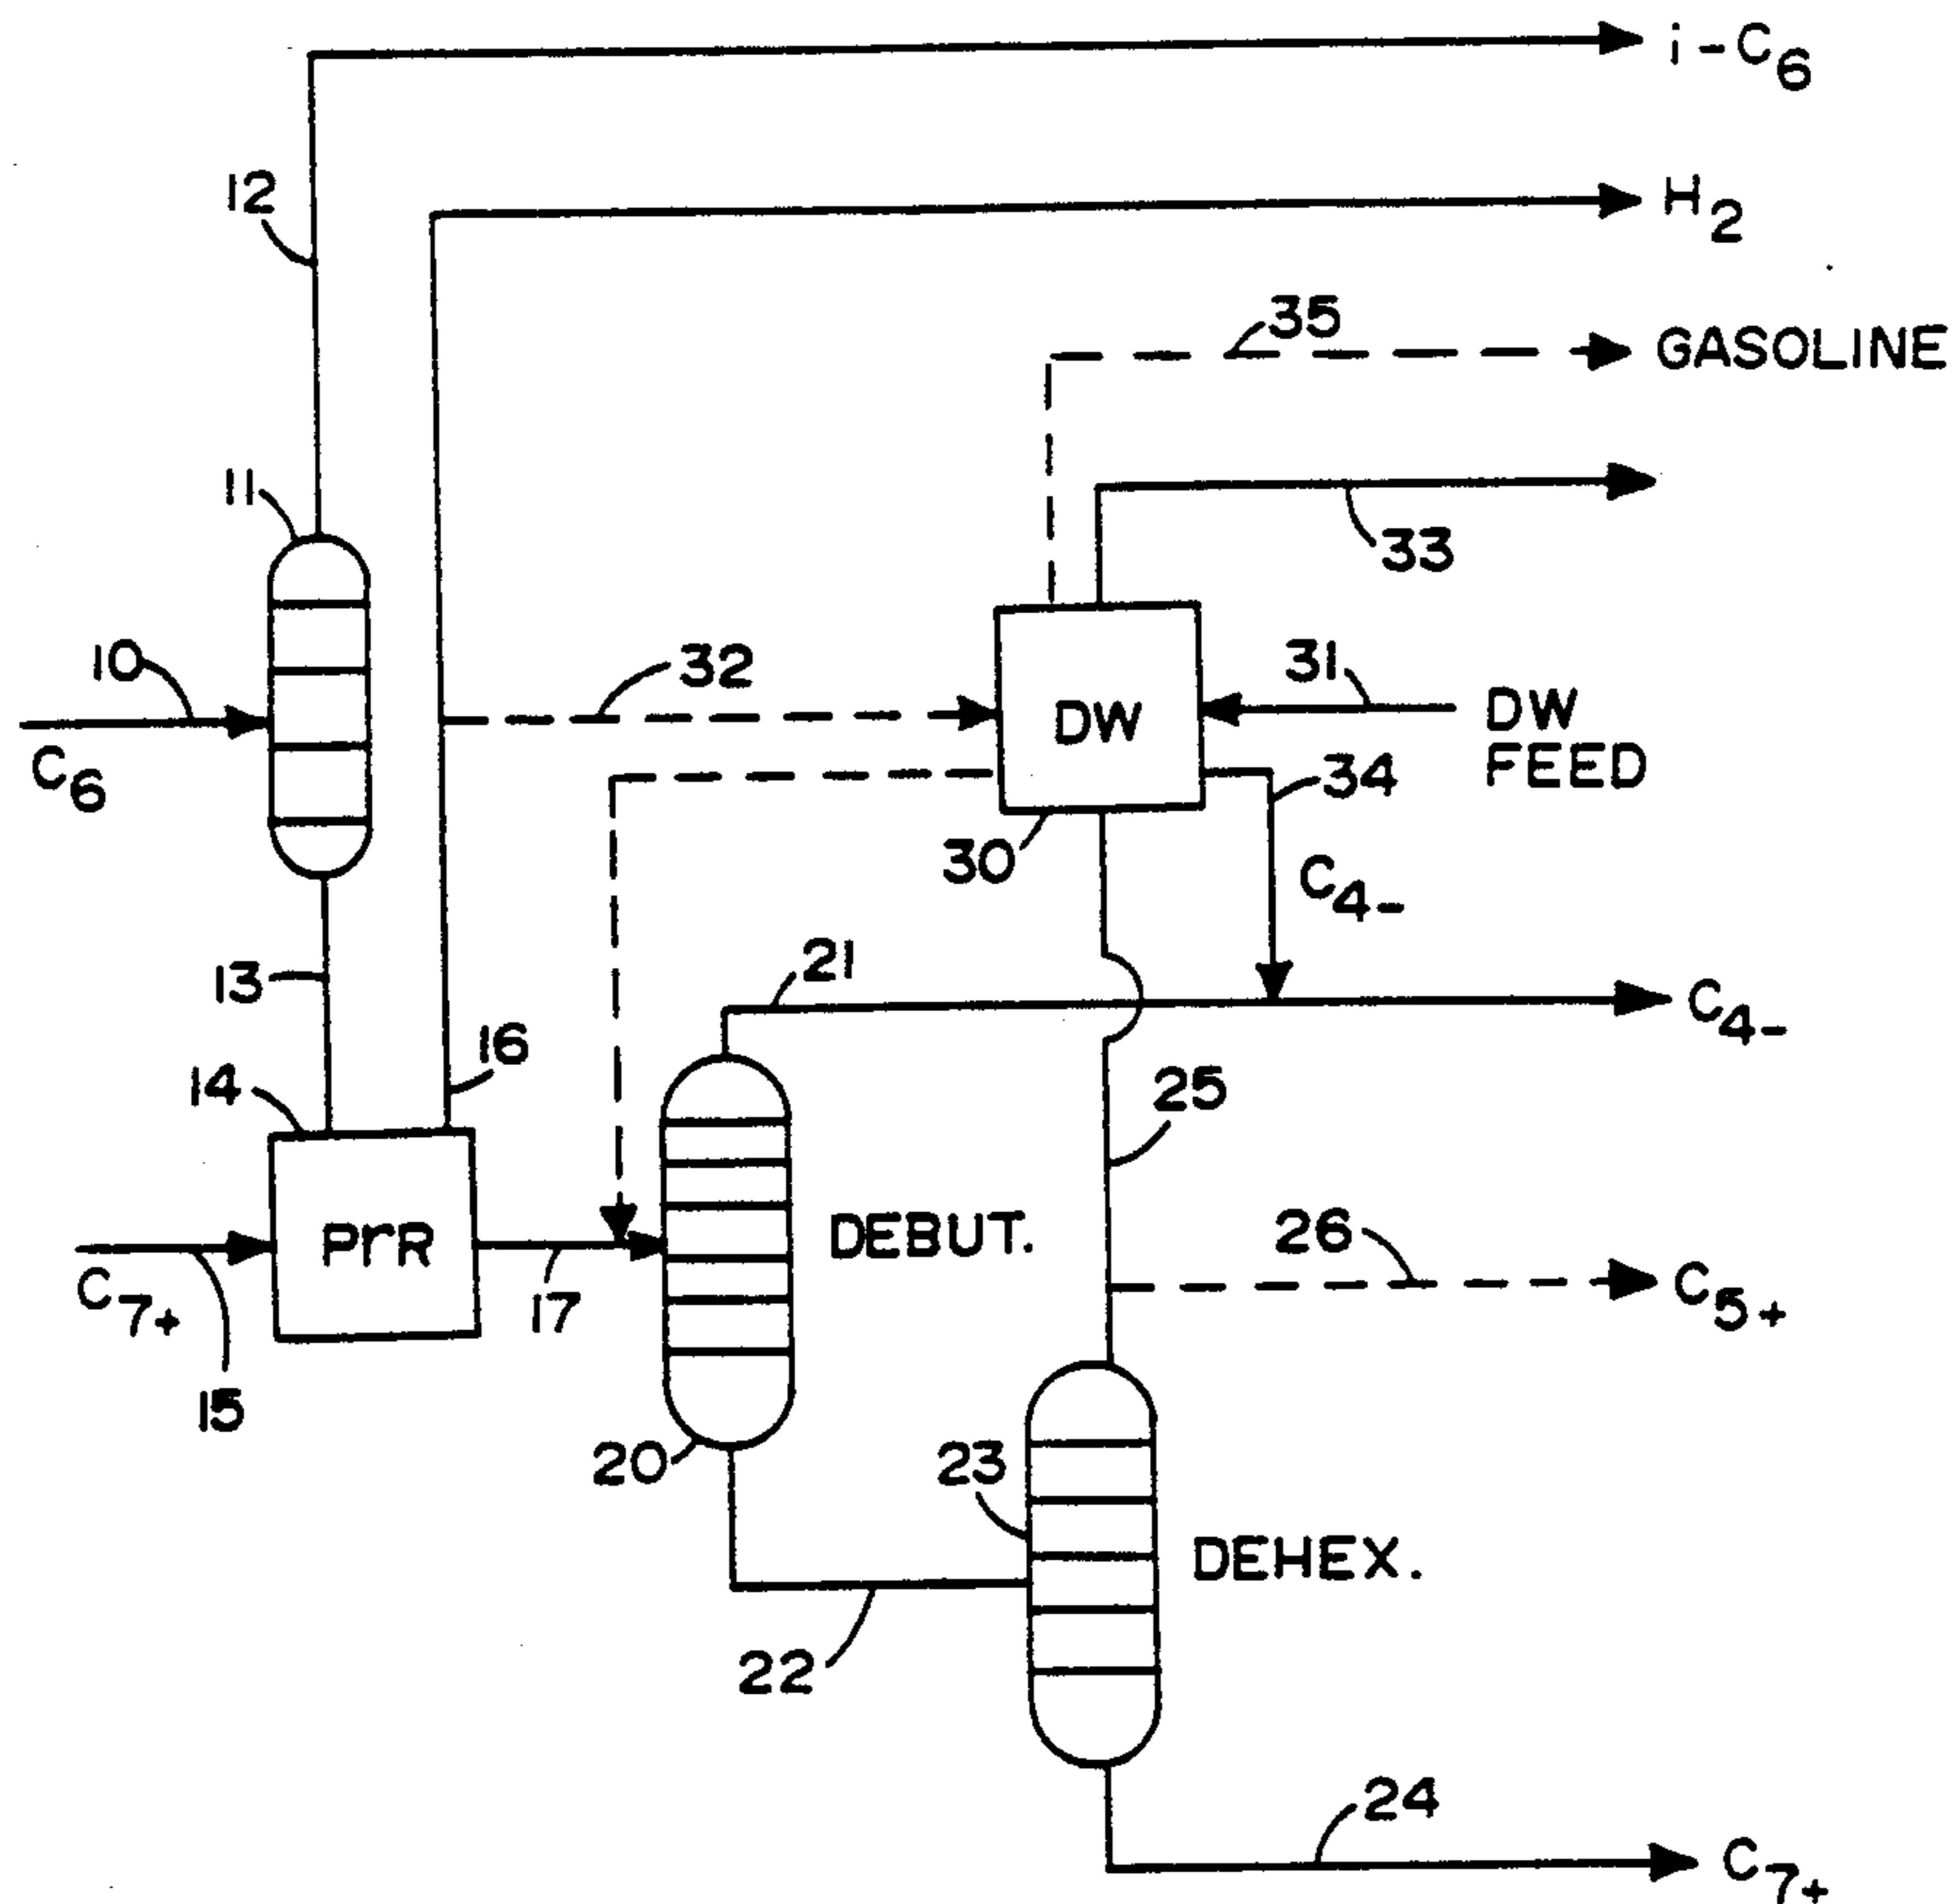 i-C6
12
H2
35
GASOLINE
11
33
10
32
31
C6
DW
DW
FEED
34
30
C4-
13
21
C4-
16
14
25
PtR
DEBUT.
26
C7+
17
C5+
15
20
23
DEHEX.
22
24
C7+